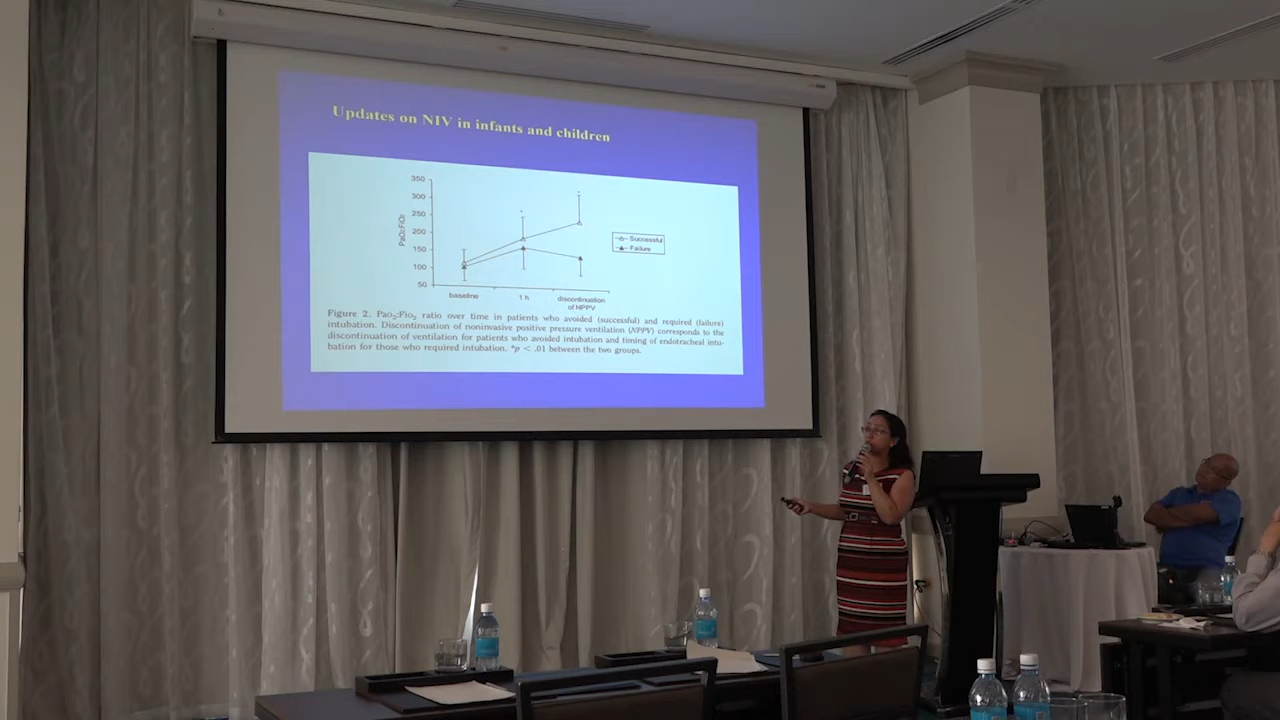 Updates on NIV in infants and children
350
300
250
200
150
100
50
PaO₂:FiO₂
*
*
Successful
Failure
baseline
1 h
discontinuation
of NPPV
Figure 2. PaO₂:FiO₂ ratio over time in patients who avoided (successful) and required (failure)
intubation. Discontinuation of noninvasive positive pressure ventilation (NPPV) corresponds to the
discontinuation of ventilation for patients who avoided intubation and timing of endotracheal intu-
bation for those who required intubation. *p < .01 between the two groups.